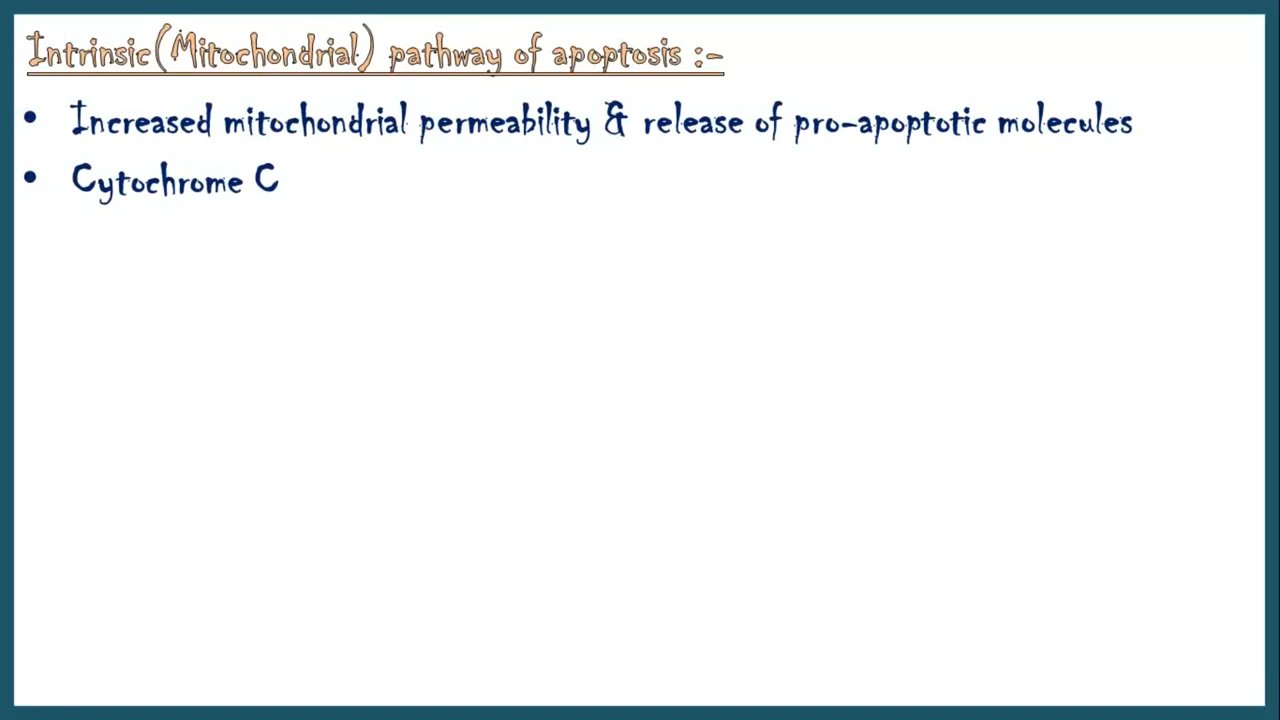 Intrinsic(Mitochondrial) pathway of apoptosis :-
• Increased mitochondrial permeability & release of pro-apoptotic molecules
• Cytochrome C